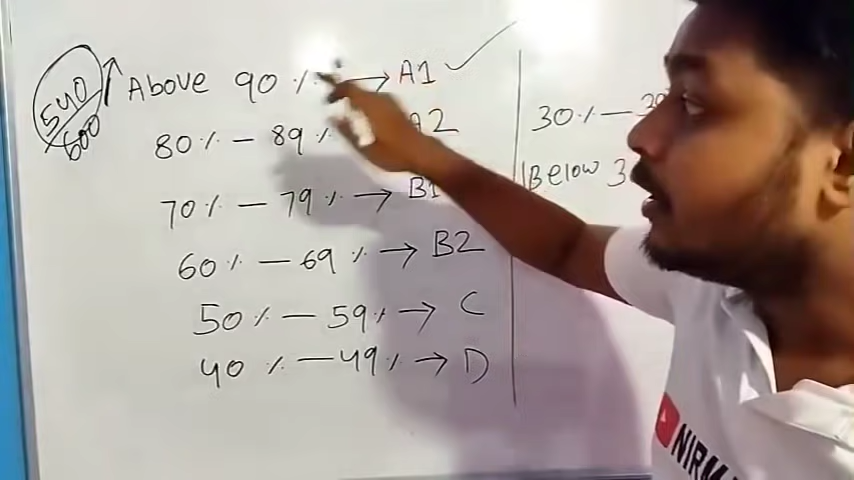 540
600
Above 90 % → A1 ✓
80 % — 89 % A2
70 % — 79 % → B1
60 % — 69 % → B2
50 % — 59 % → C
40 % — 49 % → D
30 % —
Below